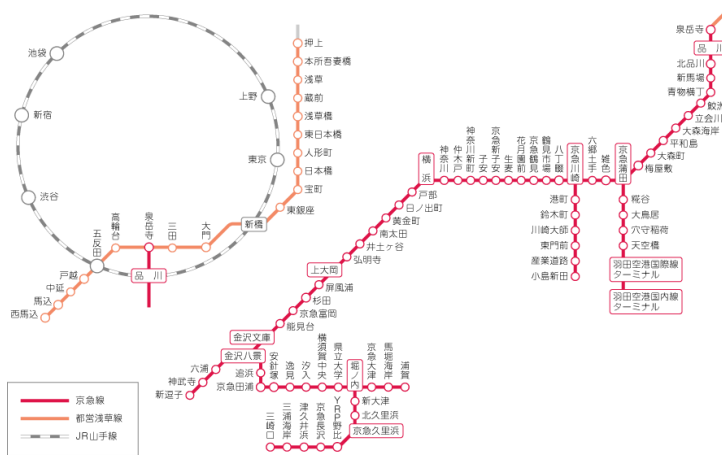 池袋
新宿
渋谷
上野
東京
新橋
五反田
高輪台
泉岳寺
三田
大門
品川
戸越
中延
馬込
西馬込
押上
本所吾妻橋
浅草
蔵前
浅草橋
東日本橋
人形町
日本橋
宝町
東銀座
泉岳寺
品川
北品川
新馬場
青物横丁
鮫洲
立会川
大森海岸
平和島
大森町
梅屋敷
京急蒲田
雑色
六郷土手
京急川崎
八丁畷
鶴見市場
京急鶴見
花月園前
生麦
京急新子安
子安
神奈川新町
仲木戸
神奈川
横浜
糀谷
大鳥居
穴守稲荷
天空橋
羽田空港国際線
ターミナル
羽田空港国内線
ターミナル
港町
鈴木町
川崎大師
東門前
産業道路
小島新田
戸部
日ノ出町
黄金町
南太田
井土ヶ谷
弘明寺
上大岡
屏風浦
杉田
京急富岡
能見台
金沢文庫
金沢八景
六浦
神武寺
新逗子
追浜
京急田浦
安針塚
逸見
汐入
横須賀中央
県立大学
堀ノ内
京急大津
馬堀海岸
浦賀
新大津
北久里浜
京急久里浜
YRP野比
京急長沢
津久井浜
三浦海岸
三崎口
京急線
都営浅草線
JR山手線